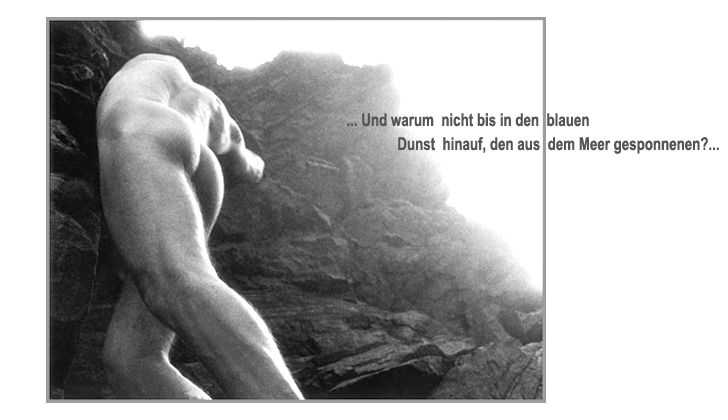 ... Und warum nicht bis in den blauen
Dunst hinauf, den aus dem Meer gesponnenen?...